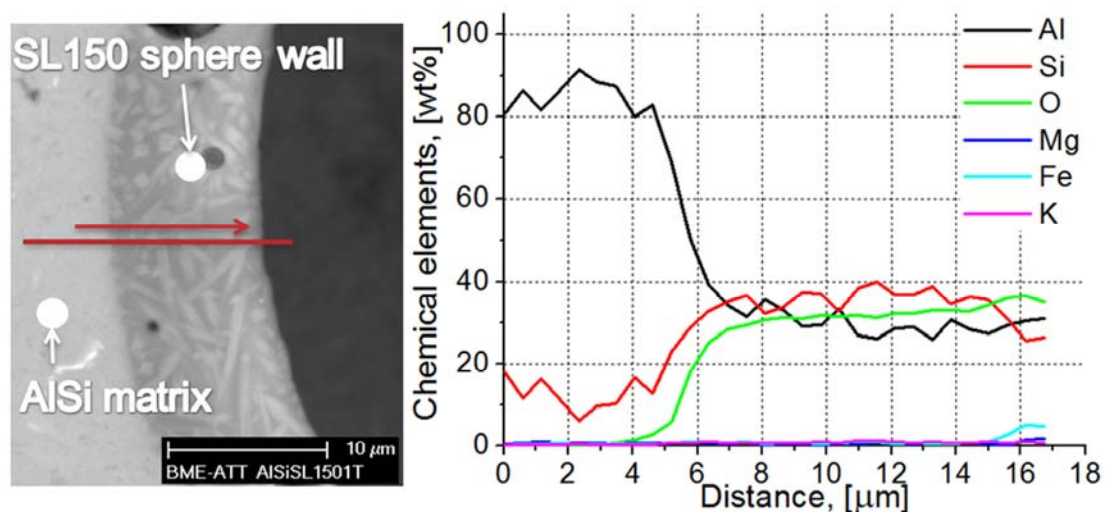 SL150 sphere wall
AlSi matrix
10 μm
BME-ATT AlSiSL1501T
Chemical elements, [wt%]
100
80
60
40
20
0
0 2 4 6 8 10 12 14 16 18
Distance, [μm]
Al
Si
O
Mg
Fe
K